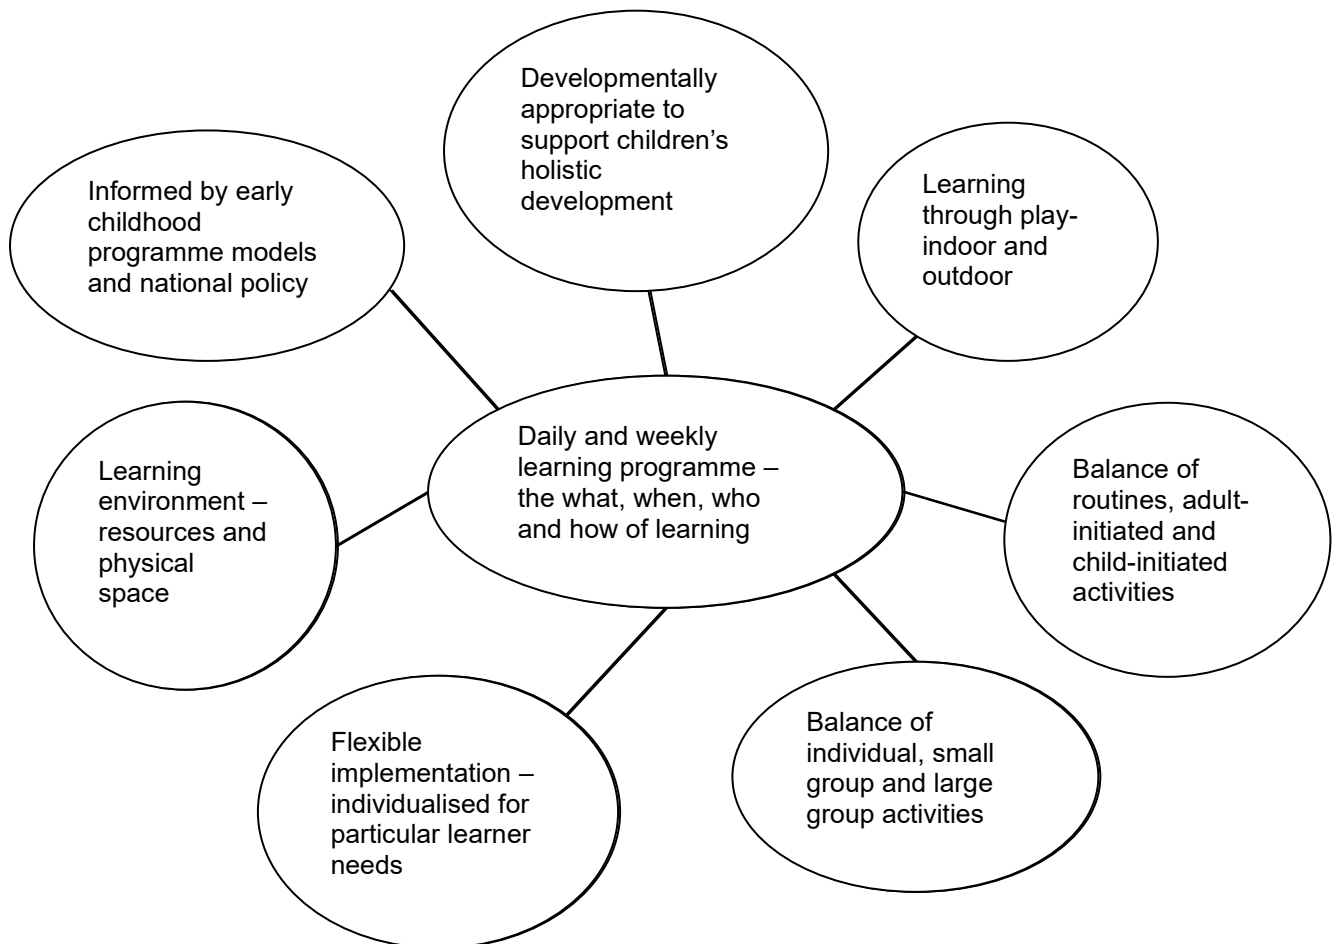 Developmentally
appropriate to
support children’s
holistic
development
Informed by early
childhood
programme models
and national policy
Learning
through play-
indoor and
outdoor
Daily and weekly
learning programme –
the what, when, who
and how of learning
Learning
environment –
resources and
physical
space
Balance of
routines, adult-
initiated and
child-initiated
activities
Flexible
implementation –
individualised for
particular learner
needs
Balance of
individual, small
group and large
group activities